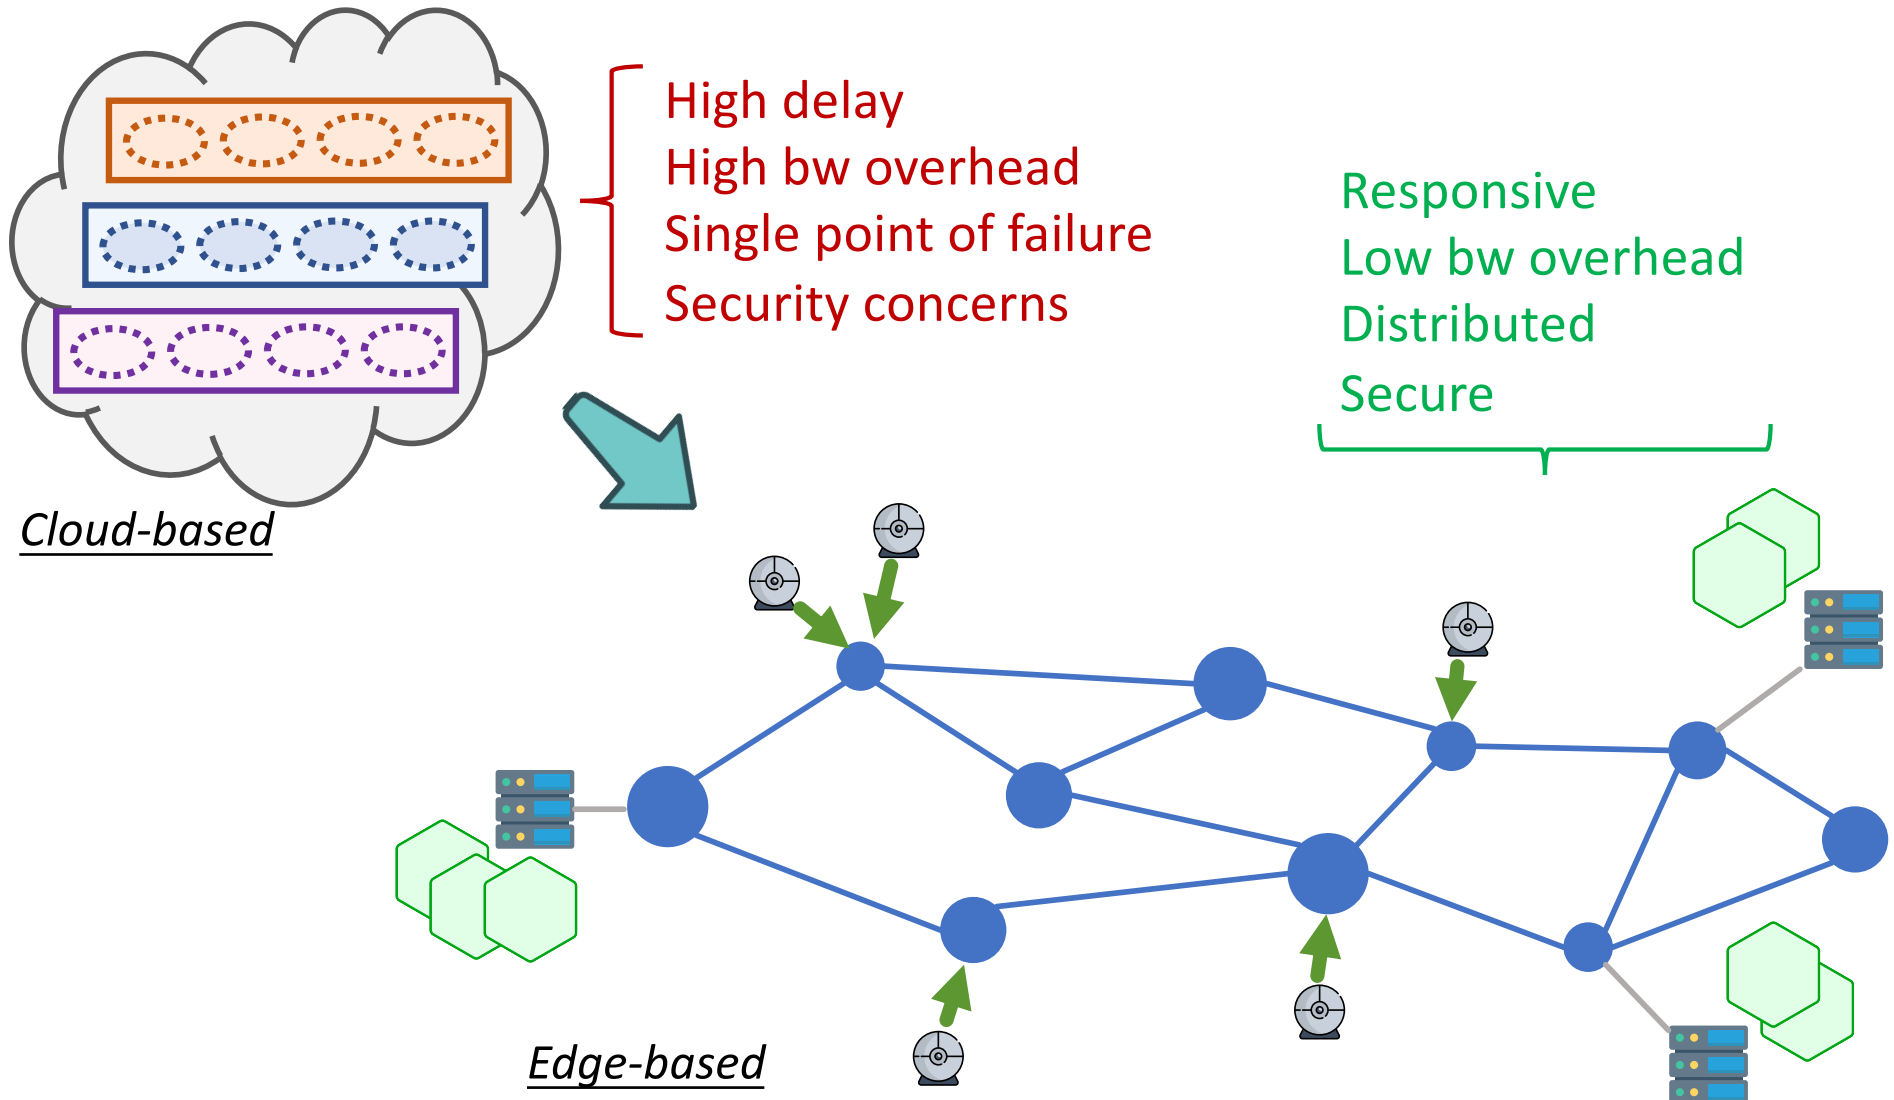 High delay
High bw overhead
Single point of failure
Security concerns
Responsive
Low bw overhead
Distributed
Secure
Cloud-based
Edge-based